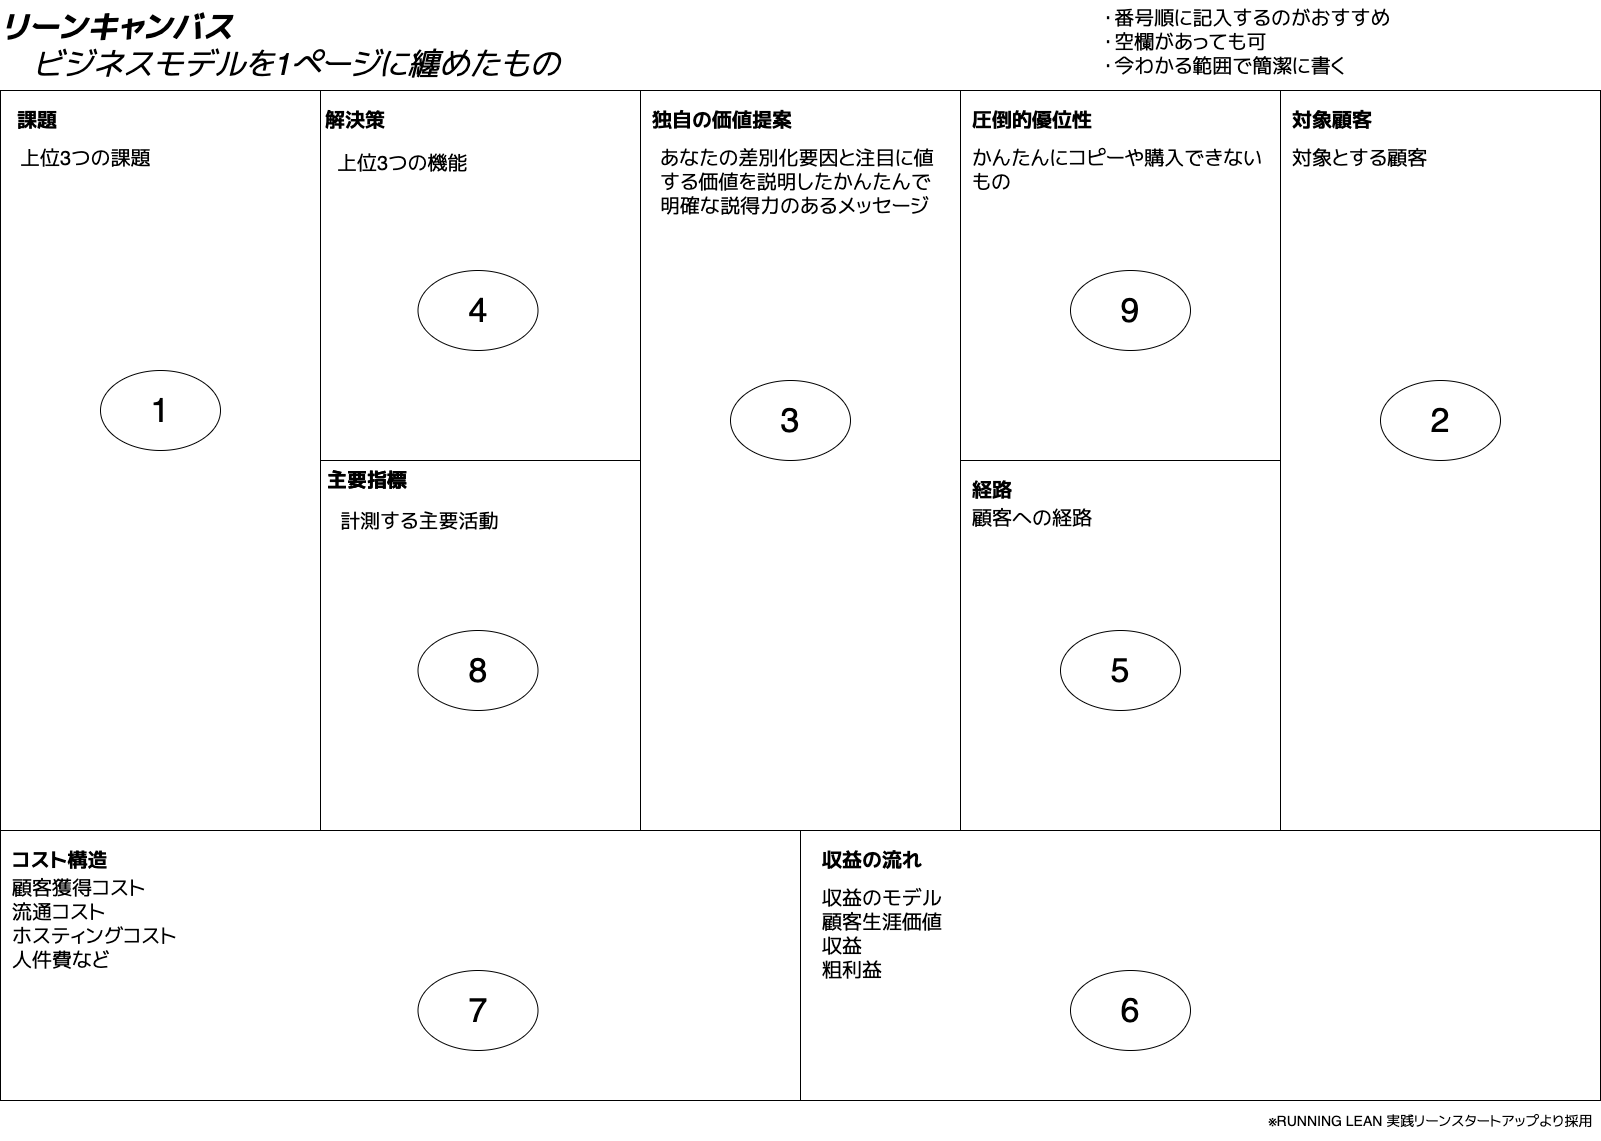 リーンキャンバス
ビジネスモデルを1ページに纏めたもの
・番号順に記入するのがおすすめ
・空欄があっても可
・今わかる範囲で簡潔に書く
課題
上位3つの課題
1
解決策
上位3つの機能
4
主要指標
計測する主要活動
8
独自の価値提案
あなたの差別化要因と注目に値
する価値を説明したかんたんで
明確な説得力のあるメッセージ
3
圧倒的優位性
かんたんにコピーや購入できない
もの
9
経路
顧客への経路
5
対象顧客
対象とする顧客
2
コスト構造
顧客獲得コスト
流通コスト
ホスティングコスト
人件費など
7
収益の流れ
収益のモデル
顧客生涯価値
収益
粗利益
6
※RUNNING LEAN 実践リーンスタートアップより採用